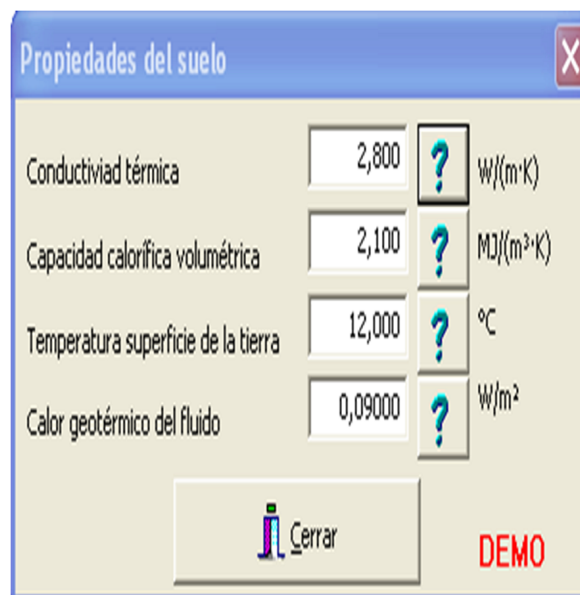 Propiedades del suelo
Conductiviad térmica 2,800 ? W/(m·K)
Capacidad calorífica volumétrica 2,100 ? MJ/(m³·K)
Temperatura superficie de la tierra 12,000 ? ºC
Calor geotérmico del fluido 0,09000 ? W/m²
Cerrar
DEMO